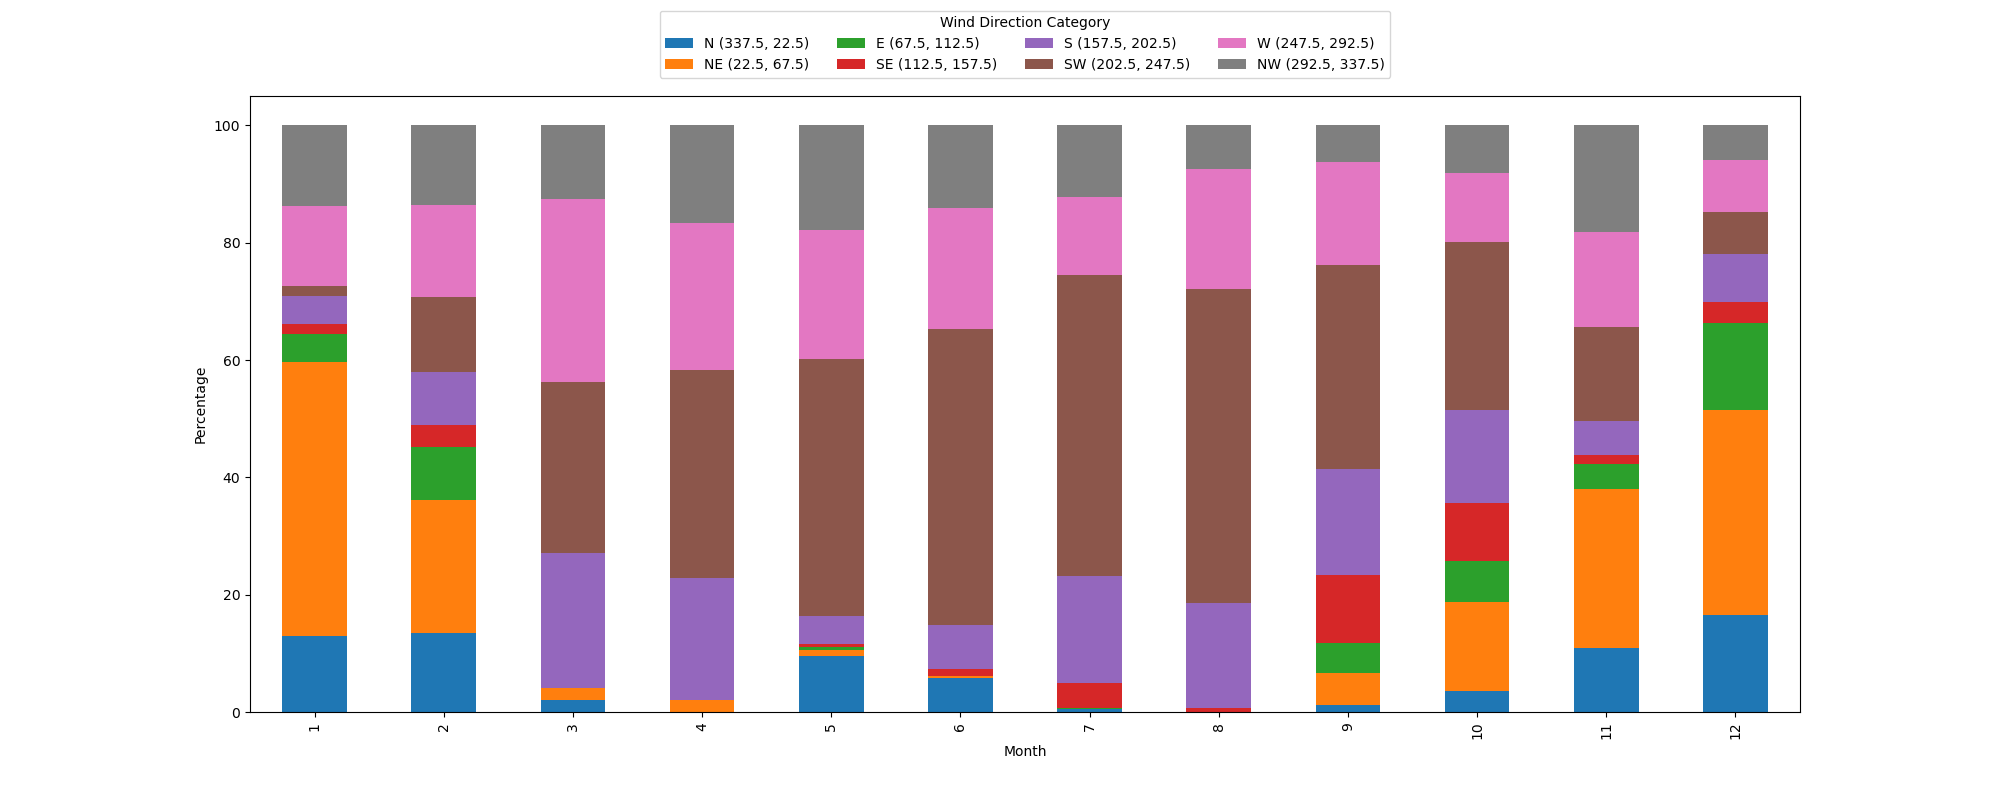 Wind Direction Category
N (337.5, 22.5) E (67.5, 112.5) S (157.5, 202.5) W (247.5, 292.5)
NE (22.5, 67.5) SE (112.5, 157.5) SW (202.5, 247.5) NW (292.5, 337.5)
100
80
60
40
20
0
Percentage
1 2 3 4 5 6 7 8 9 10 11 12
Month